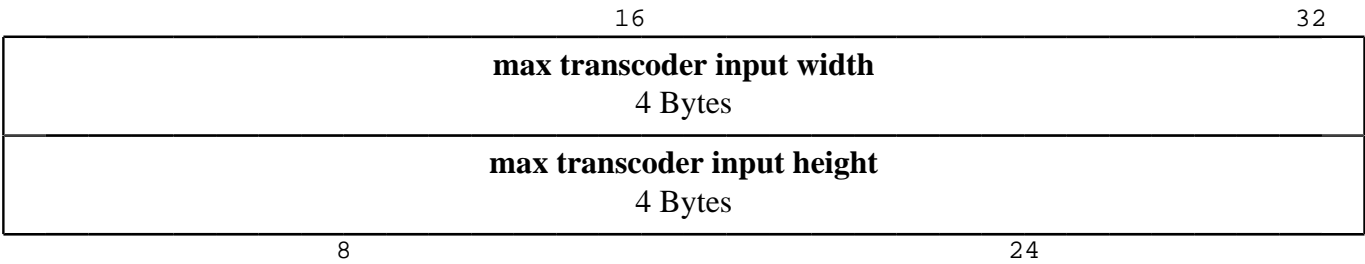 16 32
max transcoder input width
4 Bytes
max transcoder input height
4 Bytes
8 24